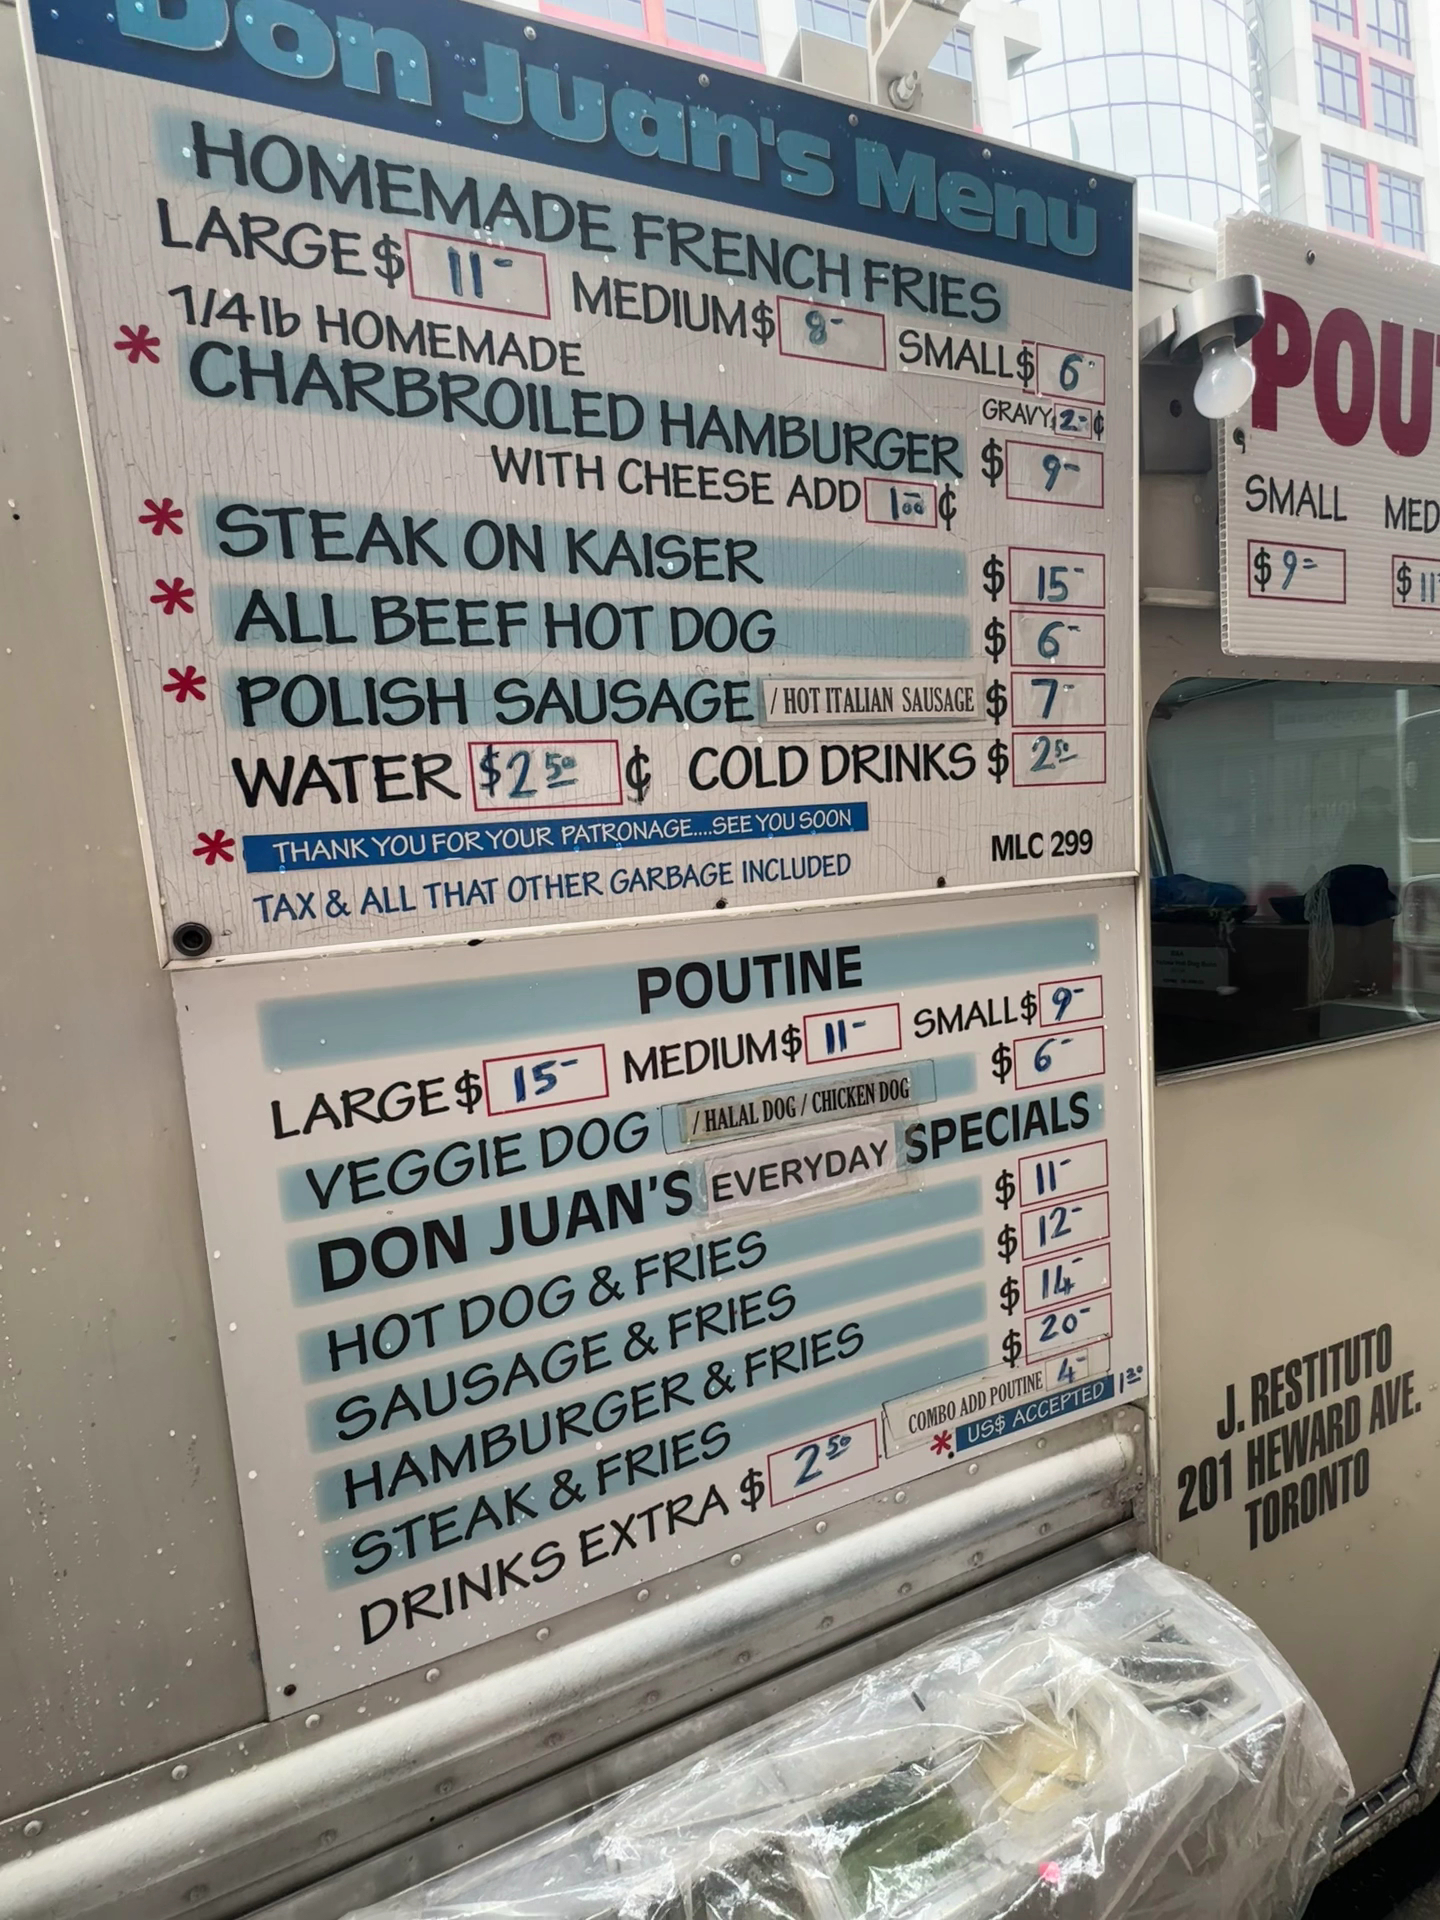 Don Juan's Menu
HOMEMADE FRENCH FRIES
LARGE $ 11- MEDIUM $ 8- SMALL $ 6-
GRAVY $ 2- ¢
1/4 lb HOMEMADE
* CHARBROILED HAMBURGER $ 9-
WITH CHEESE ADD 1.00 ¢
* STEAK ON KAISER $ 15-
* ALL BEEF HOT DOG $ 6-
* POLISH SAUSAGE / HOT ITALIAN SAUSAGE $ 7-
WATER $2 50 ¢ COLD DRINKS $ 2 50
* THANK YOU FOR YOUR PATRONAGE....SEE YOU SOON
MLC 299
TAX & ALL THAT OTHER GARBAGE INCLUDED
POUTINE
LARGE $ 15- MEDIUM $ 11- SMALL $ 9-
VEGGIE DOG / HALAL DOG / CHICKEN DOG $ 6-
DON JUAN'S EVERYDAY SPECIALS
HOT DOG & FRIES $ 11-
SAUSAGE & FRIES $ 12-
HAMBURGER & FRIES $ 14-
STEAK & FRIES $ 20-
COMBO ADD POUTINE 4-
DRINKS EXTRA $ 2 50
* US$ ACCEPTED
POUT
SMALL MED
$ 9= $ 11
J. RESTITUTO
201 HEWARD AVE.
TORONTO